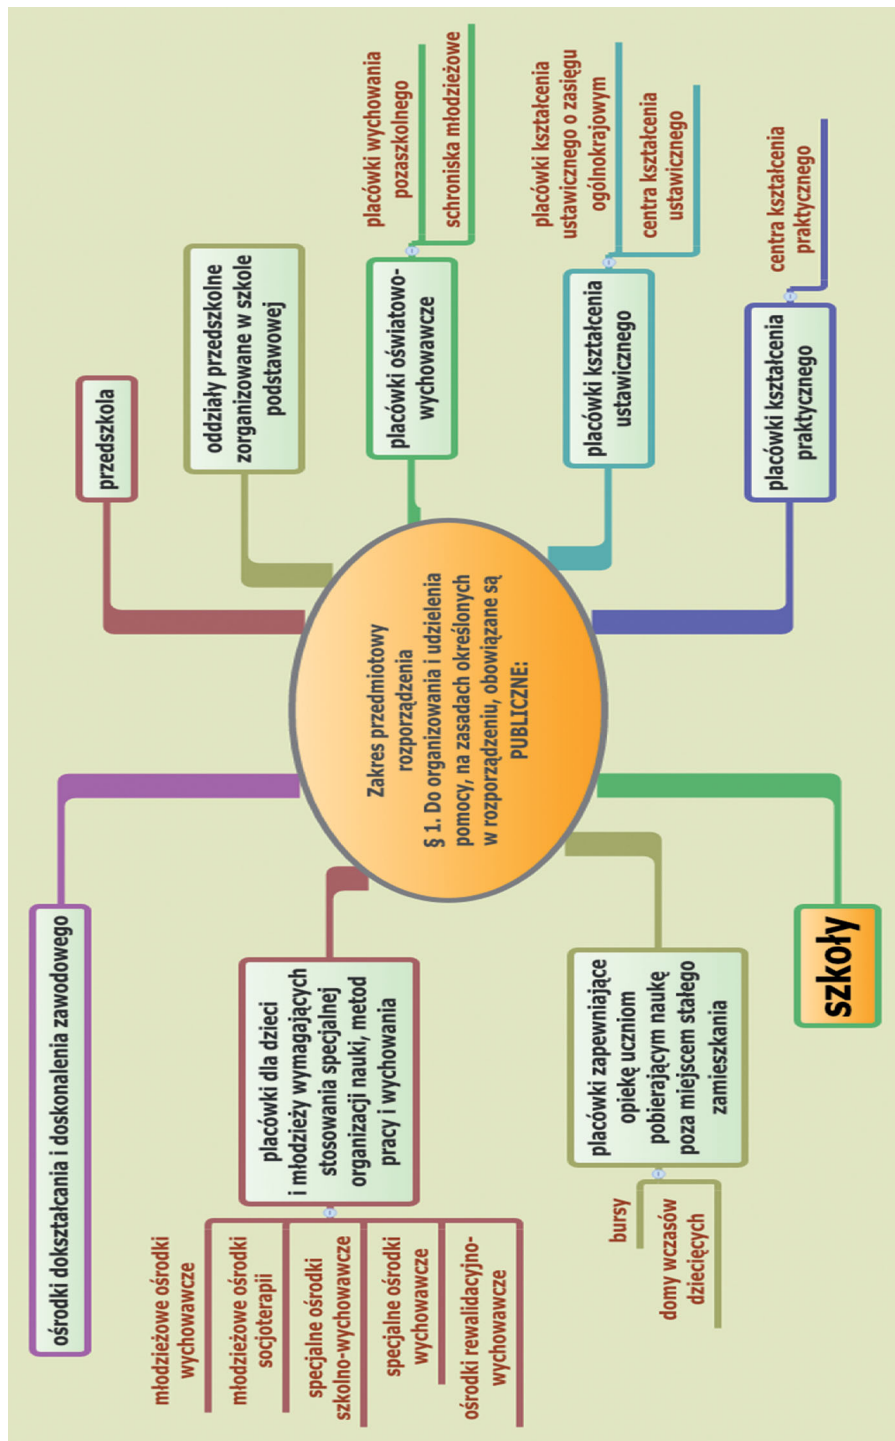 Zakres przedmiotowy
rozporządzenia
§ 1. Do organizowania i udzielenia
pomocy, na zasadach określonych
w rozporządzeniu, obowiązane są
PUBLICZNE:
przedszkola
oddziały przedszkolne
zorganizowane w szkole
podstawowej
placówki oświatowo-
wychowawcze
placówki wychowania
pozaszkolnego
schroniska młodzieżowe
placówki kształcenia
ustawicznego
placówki kształcenia
ustawicznego o zasięgu
ogólnokrajowym
centra kształcenia
ustawicznego
placówki kształcenia
praktycznego
centra kształcenia
praktycznego
szkoły
placówki zapewniające
opiekę uczniom
pobierającym naukę
poza miejscem stałego
zamieszkania
bursy
domy wczasów
dziecięcych
placówki dla dzieci
i młodzieży wymagających
stosowania specjalnej
organizacji nauki, metod
pracy i wychowania
młodzieżowe ośrodki
wychowawcze
młodzieżowe ośrodki
socjoterapii
specjalne ośrodki
szkolno-wychowawcze
specjalne ośrodki
wychowawcze
ośrodki rewalidacyjno-
wychowawcze
ośrodki dokształcania i doskonalenia zawodowego